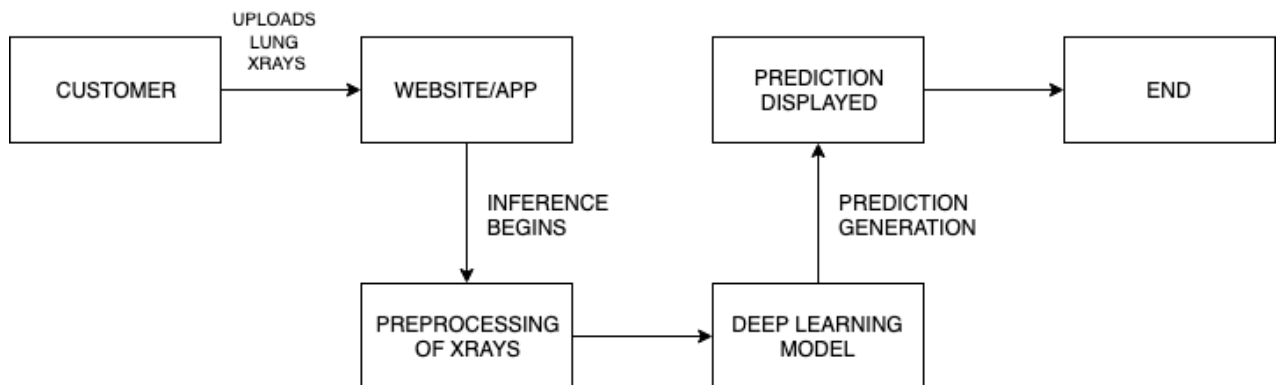 CUSTOMER
UPLOADS
LUNG
XRAYS
WEBSITE/APP
INFERENCE
BEGINS
PREPROCESSING
OF XRAYS
DEEP LEARNING
MODEL
PREDICTION
GENERATION
PREDICTION
DISPLAYED
END